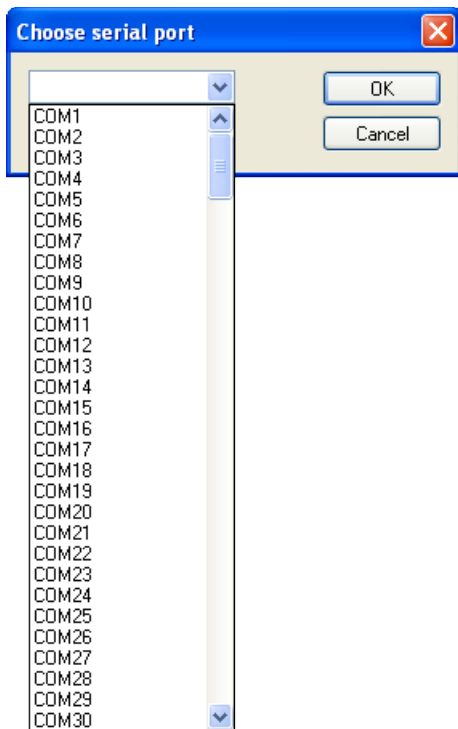 Choose serial port
OK
Cancel
COM1
COM2
COM3
COM4
COM5
COM6
COM7
COM8
COM9
COM10
COM11
COM12
COM13
COM14
COM15
COM16
COM17
COM18
COM19
COM20
COM21
COM22
COM23
COM24
COM25
COM26
COM27
COM28
COM29
COM30